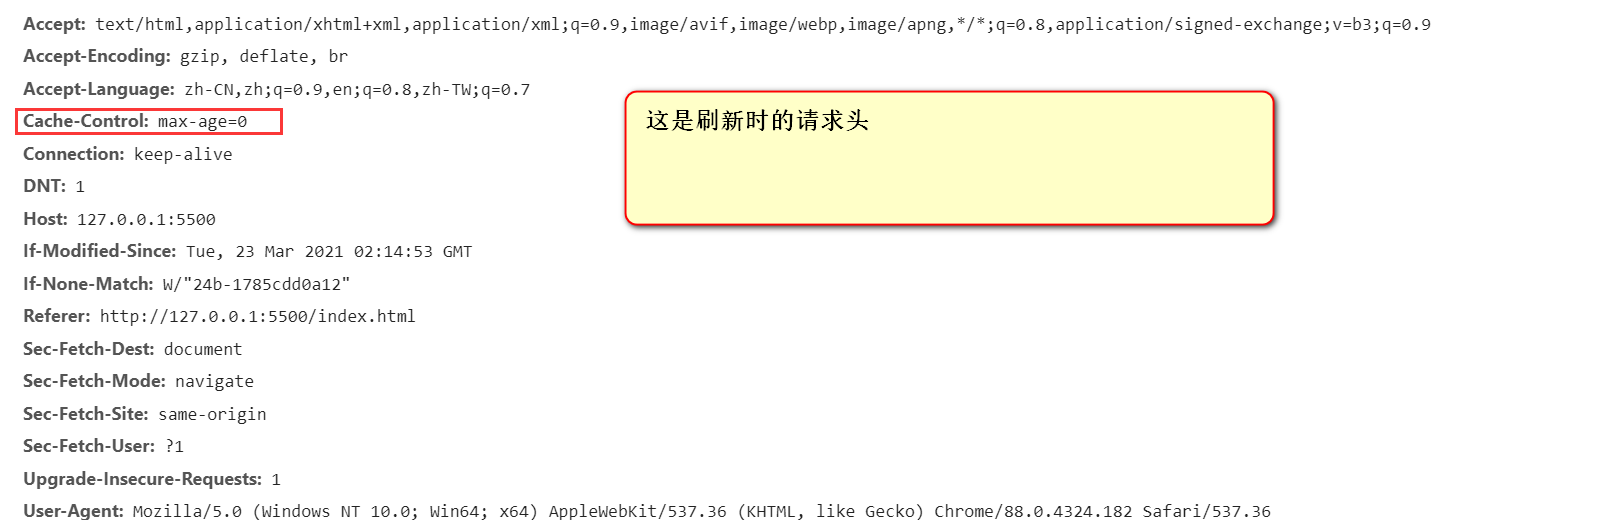 Accept: text/html,application/xhtml+xml,application/xml;q=0.9,image/avif,image/webp,image/apng,*/*;q=0.8,application/signed-exchange;v=b3;q=0.9
Accept-Encoding: gzip, deflate, br
Accept-Language: zh-CN,zh;q=0.9,en;q=0.8,zh-TW;q=0.7
Cache-Control: max-age=0
这是刷新时的请求头
Connection: keep-alive
DNT: 1
Host: 127.0.0.1:5500
If-Modified-Since: Tue, 23 Mar 2021 02:14:53 GMT
If-None-Match: W/"24b-1785cdd0a12"
Referer: http://127.0.0.1:5500/index.html
Sec-Fetch-Dest: document
Sec-Fetch-Mode: navigate
Sec-Fetch-Site: same-origin
Sec-Fetch-User: ?1
Upgrade-Insecure-Requests: 1
User-Agent: Mozilla/5.0 (Windows NT 10.0; Win64; x64) AppleWebKit/537.36 (KHTML, like Gecko) Chrome/88.0.4324.182 Safari/537.36